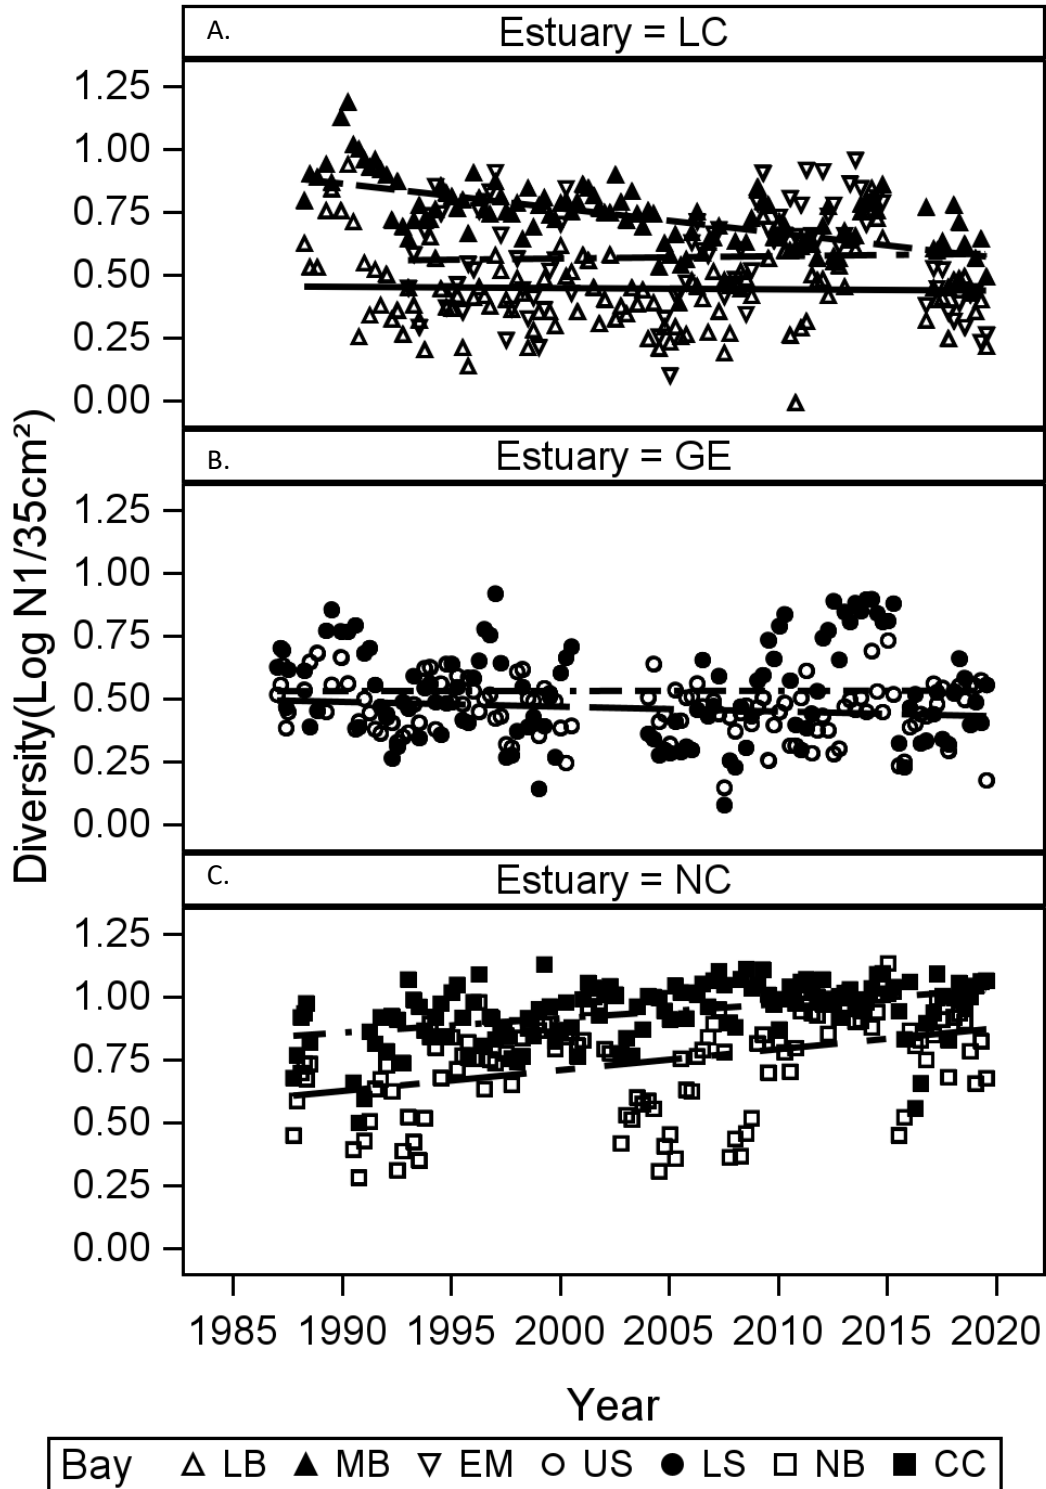 A. Estuary = LC
1.25
1.00
0.75
0.50
0.25
0.00
B. Estuary = GE
1.25
1.00
0.75
0.50
0.25
0.00
Diversity(Log N1/35cm²)
C. Estuary = NC
1.25
1.00
0.75
0.50
0.25
0.00
1985 1990 1995 2000 2005 2010 2015 2020
Year
Bay LB MB EM US LS NB CC